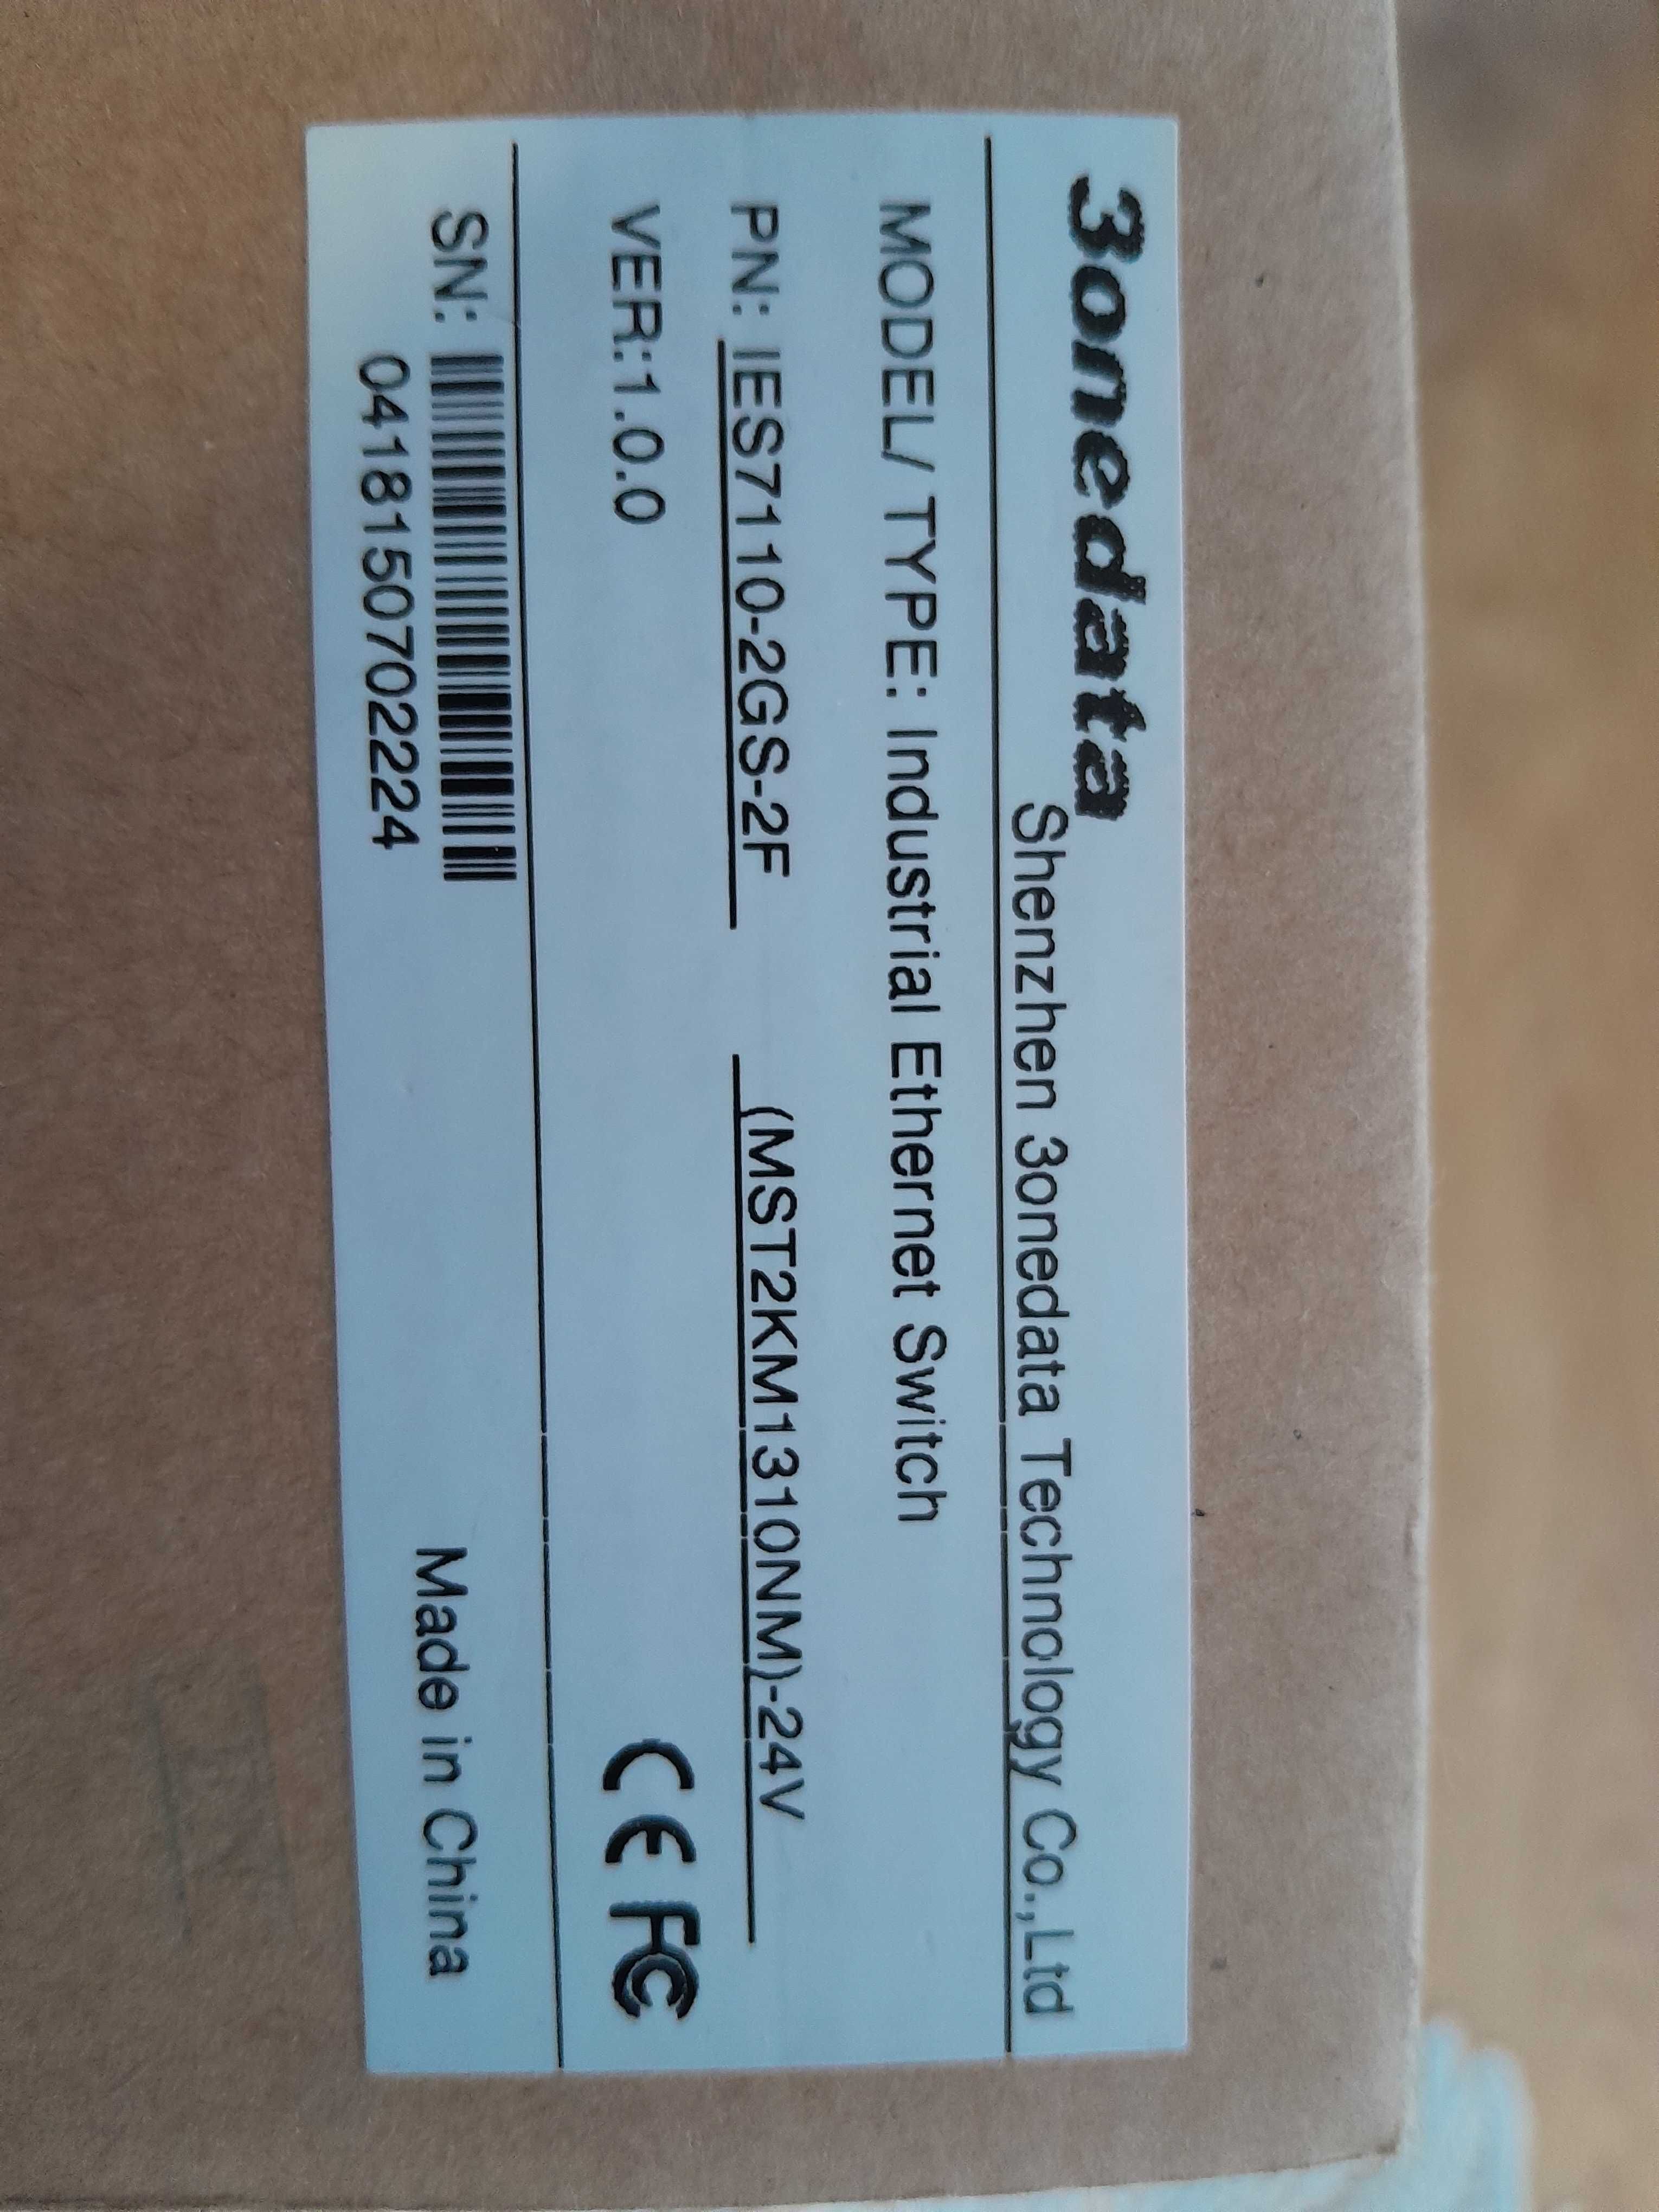 3onedata
Shenzhen 3onedata Technology Co.,Ltd
MODEL/ TYPE: Industrial Ethernet Switch
PN: IES7110-2GS-2F (MST2KM1310NM)-24V
VER:1.0.0
CE FC
SN:
0418150702224
Made in China